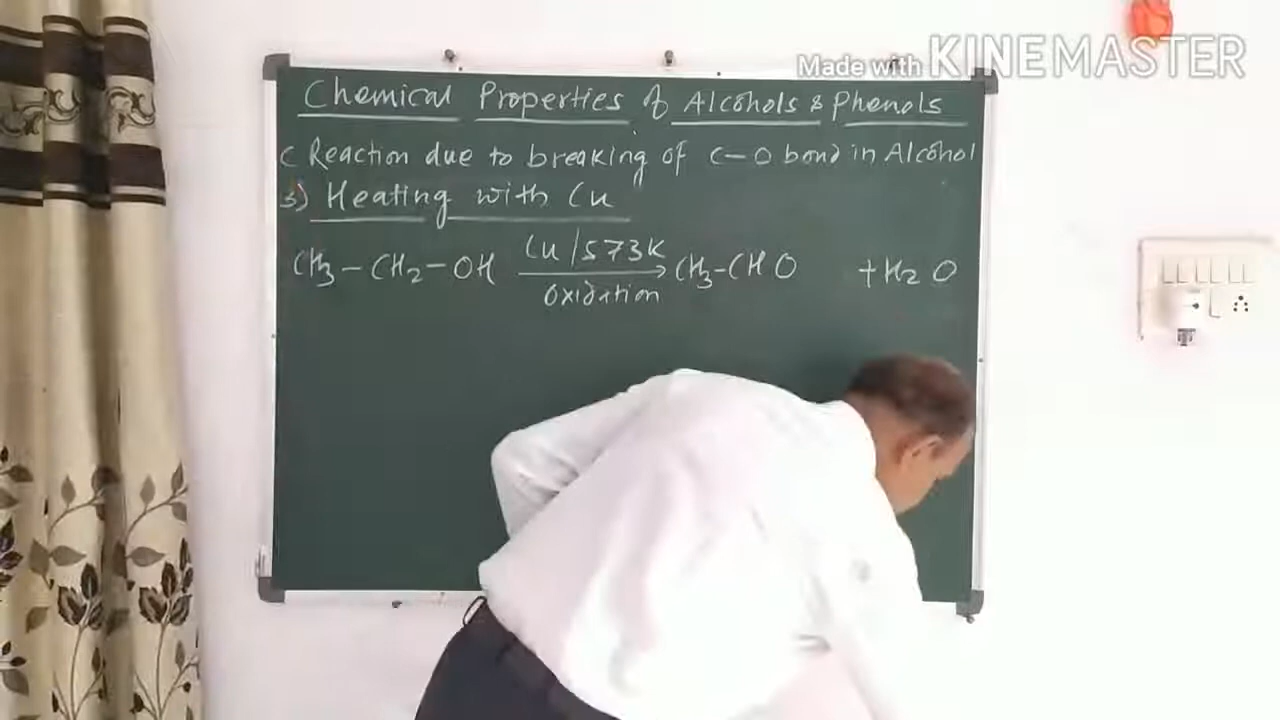 Made with KINEMASTER
Chemical Properties of Alcohols & Phenols
C Reaction due to breaking of C-O bond in Alcohol
3) Heating with Cu
CH3-CH2-OH Cu/573K Oxidation → CH3-CHO +H2O